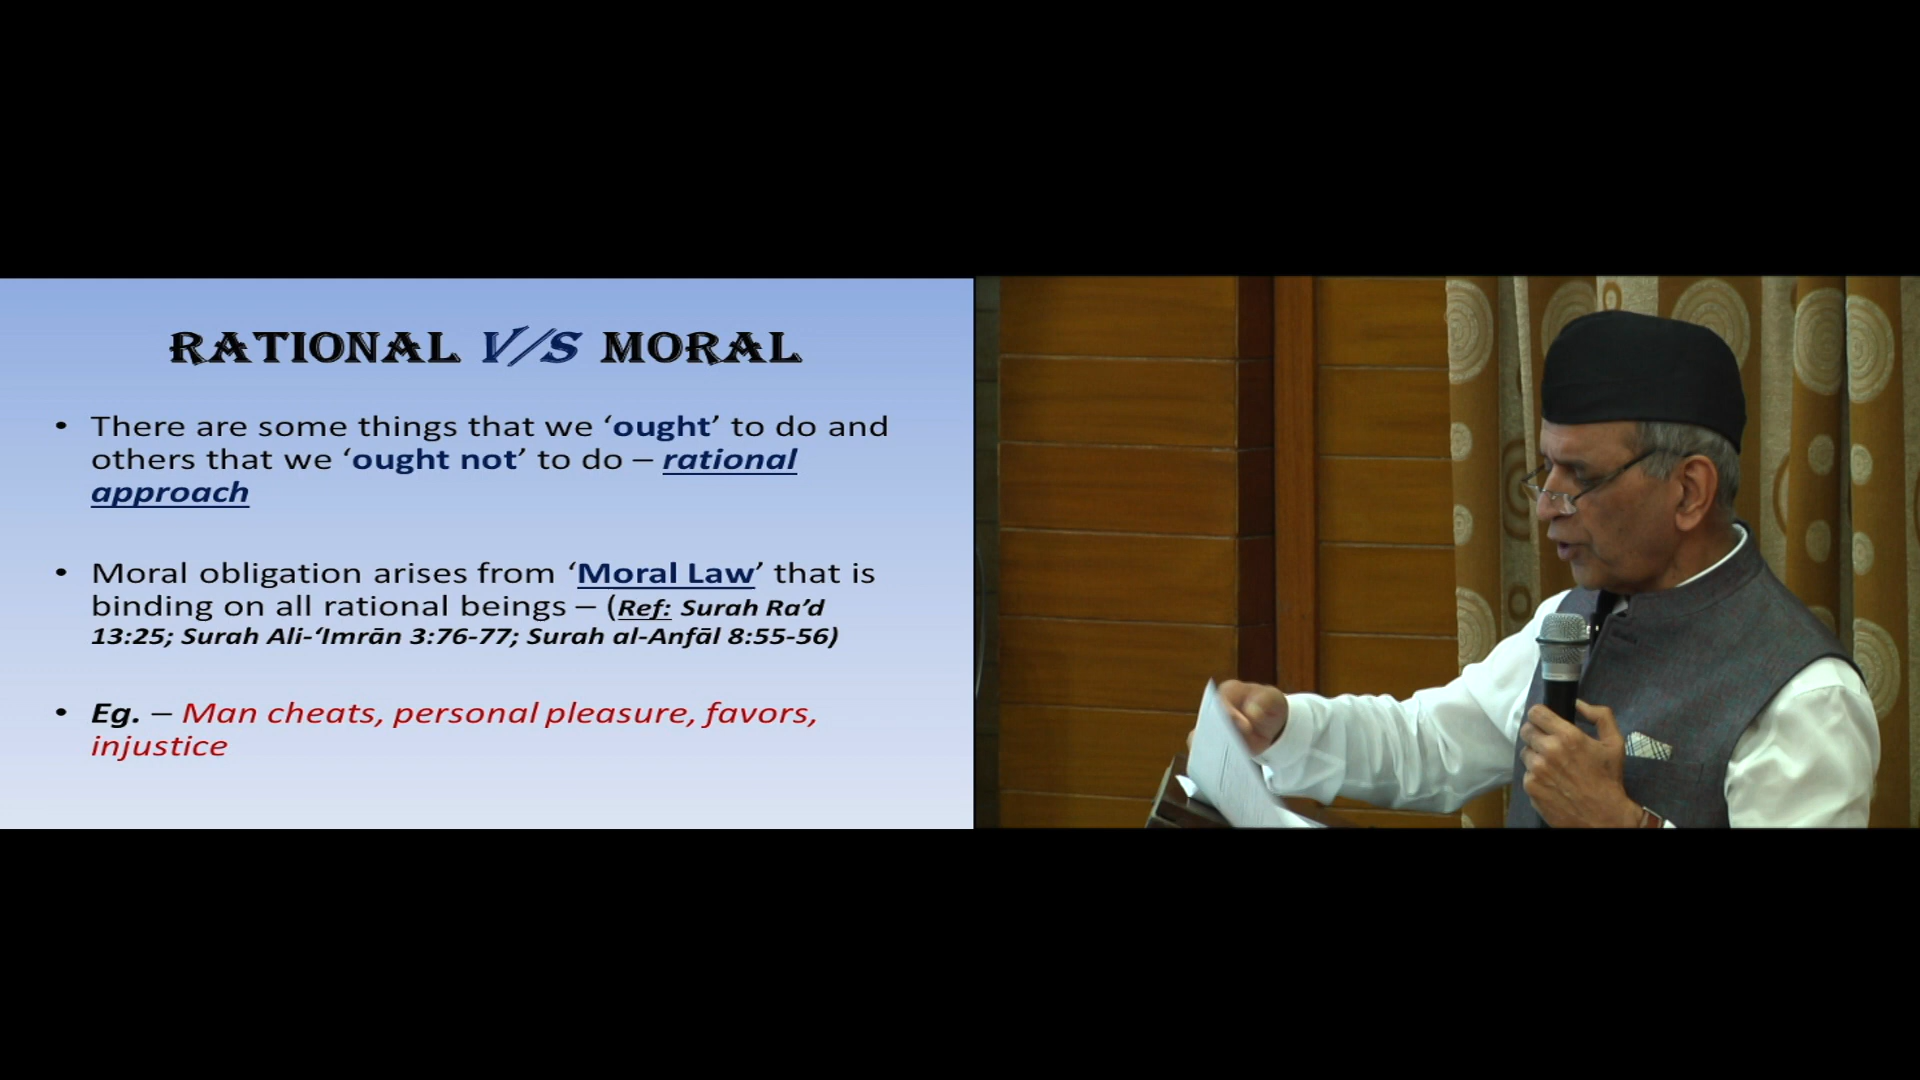 RATIONAL V/S MORAL
• There are some things that we ‘ought’ to do and
others that we ‘ought not’ to do – rational
approach
• Moral obligation arises from ‘Moral Law’ that is
binding on all rational beings – (Ref: Surah Ra’d
13:25; Surah Ali-‘Imrān 3:76-77; Surah al-Anfāl 8:55-56)
• Eg. – Man cheats, personal pleasure, favors,
injustice